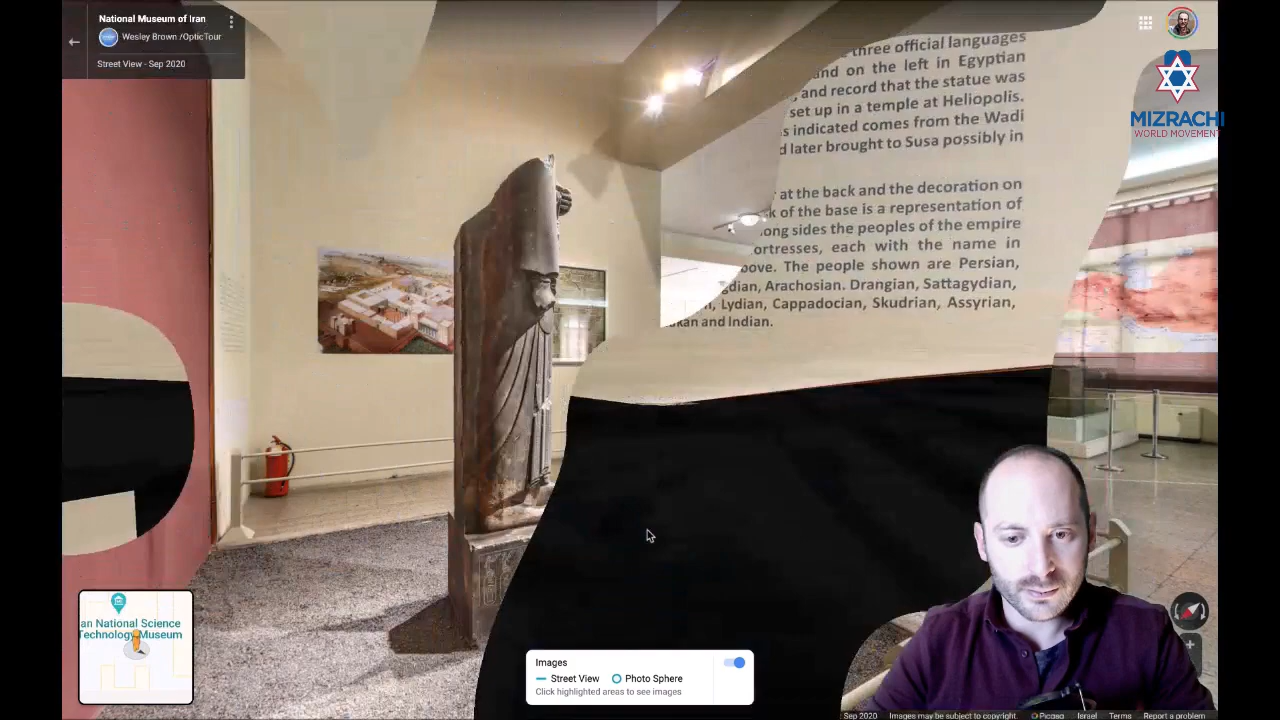 National Museum of Iran
Wesley Brown /OpticTour
Street View - Sep 2020
three official languages
and on the left in Egyptian
, and record that the statue was
set up in a temple at Heliopolis.
s indicated comes from the Wadi
d later brought to Susa possibly in
at the back and the decoration on
k of the base is a representation of
ong sides the peoples of the empire
ortresses, each with the name in
bove. The people shown are Persian,
gdian, Arachosian. Drangian, Sattagydian,
Lydian, Cappadocian, Skudrian, Assyrian,
and Indian.
MIZRACHI
WORLD MOVEMENT
an National Science
Technology Museum
Images
Street View
Photo Sphere
Click highlighted areas to see images
Sep 2020 Images may be subject to copyright. Picasa Israel Terms Report a problem